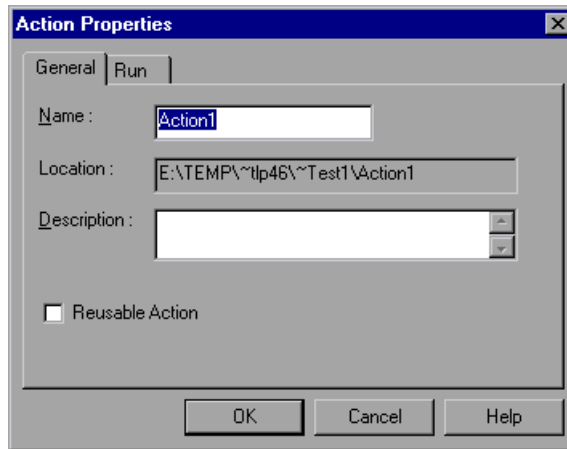 Action Properties
General Run
Name : Action1
Location : E:\TEMP\~tlp46\~Test1\Action1
Description :
Reusable Action
OK Cancel Help